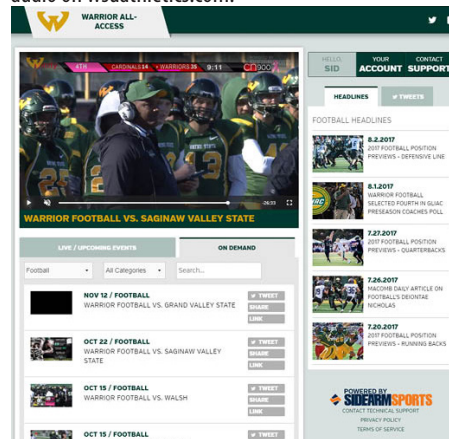 audio on wsuathletics.com.
WARRIOR ALL-
ACCESS
4TH CARDINALS 14 WARRIORS 35 9:11 CN900
-26:33
WARRIOR FOOTBALL VS. SAGINAW VALLEY STATE
LIVE / UPCOMING EVENTS
ON DEMAND
Football
All Categories
Search...
NOV 12 / FOOTBALL
WARRIOR FOOTBALL VS. GRAND VALLEY STATE
TWEET
SHARE
LINK
OCT 22 / FOOTBALL
WARRIOR FOOTBALL VS. SAGINAW VALLEY
STATE
TWEET
SHARE
LINK
OCT 15 / FOOTBALL
WARRIOR FOOTBALL VS. WALSH
TWEET
SHARE
LINK
OCT 15 / FOOTBALL
TWEET
HELLO,
SID
YOUR
ACCOUNT
CONTACT
SUPPORT
HEADLINES
TWEETS
FOOTBALL HEADLINES
8.2.2017
2017 FOOTBALL POSITION
PREVIEWS - DEFENSIVE LINE
8.1.2017
WARRIOR FOOTBALL
SELECTED FOURTH IN GLIAC
PRESEASON COACHES POLL
7.27.2017
2017 FOOTBALL POSITION
PREVIEWS - QUARTERBACKS
7.26.2017
MACOMB DAILY ARTICLE ON
FOOTBALL'S DEIONTAE
NICHOLAS
7.20.2017
2017 FOOTBALL POSITION
PREVIEWS - RUNNING BACKS
POWERED BY
SIDEARMSPORTS
CONTACT TECHNICAL SUPPORT
PRIVACY POLICY
TERMS OF SERVICE